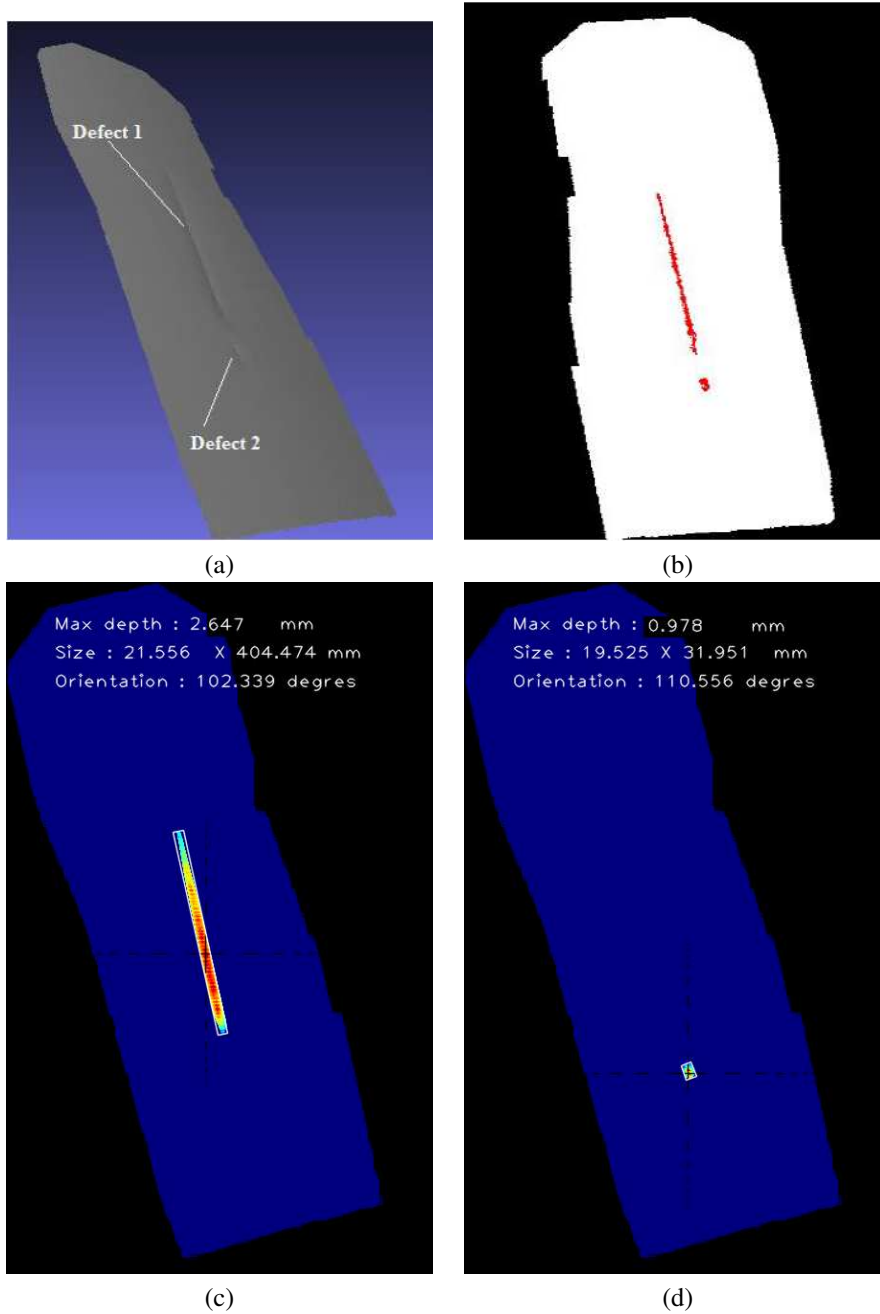 Defect 1
Defect 2
(a)
(b)
Max depth : 2.647 mm
Size : 21.556 X 404.474 mm
Orientation : 102.339 degres
(c)
Max depth : 0.978 mm
Size : 19.525 X 31.951 mm
Orientation : 110.556 degres
(d)